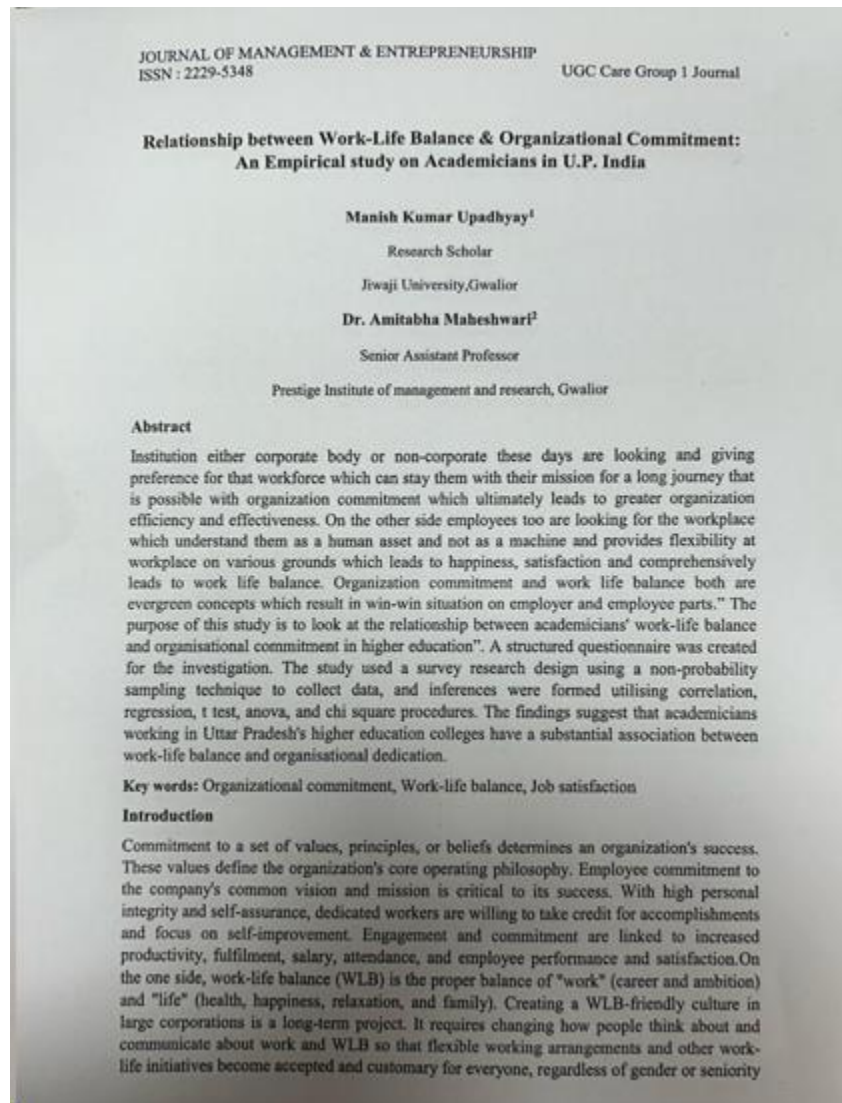 JOURNAL OF MANAGEMENT & ENTREPRENEURSHIP
ISSN : 2229-5348 UGC Care Group 1 Journal
Relationship between Work-Life Balance & Organizational Commitment:
An Empirical study on Academicians in U.P. India
Manish Kumar Upadhyay¹
Research Scholar
Jiwaji University,Gwalior
Dr. Amitabha Maheshwari²
Senior Assistant Professor
Prestige Institute of management and research, Gwalior
Abstract
Institution either corporate body or non-corporate these days are looking and giving
preference for that workforce which can stay them with their mission for a long journey that
is possible with organization commitment which ultimately leads to greater organization
efficiency and effectiveness. On the other side employees too are looking for the workplace
which understand them as a human asset and not as a machine and provides flexibility at
workplace on various grounds which leads to happiness, satisfaction and comprehensively
leads to work life balance. Organization commitment and work life balance both are
evergreen concepts which result in win-win situation on employer and employee parts.” The
purpose of this study is to look at the relationship between academicians' work-life balance
and organisational commitment in higher education”. A structured questionnaire was created
for the investigation. The study used a survey research design using a non-probability
sampling technique to collect data, and inferences were formed utilising correlation,
regression, t test, anova, and chi square procedures. The findings suggest that academicians
working in Uttar Pradesh's higher education colleges have a substantial association between
work-life balance and organisational dedication.
Key words: Organizational commitment, Work-life balance, Job satisfaction
Introduction
Commitment to a set of values, principles, or beliefs determines an organization's success.
These values define the organization's core operating philosophy. Employee commitment to
the company's common vision and mission is critical to its success. With high personal
integrity and self-assurance, dedicated workers are willing to take credit for accomplishments
and focus on self-improvement. Engagement and commitment are linked to increased
productivity, fulfilment, salary, attendance, and employee performance and satisfaction.On
the one side, work-life balance (WLB) is the proper balance of "work" (career and ambition)
and "life" (health, happiness, relaxation, and family). Creating a WLB-friendly culture in
large corporations is a long-term project. It requires changing how people think about and
communicate about work and WLB so that flexible working arrangements and other work-
life initiatives become accepted and customary for everyone, regardless of gender or seniority